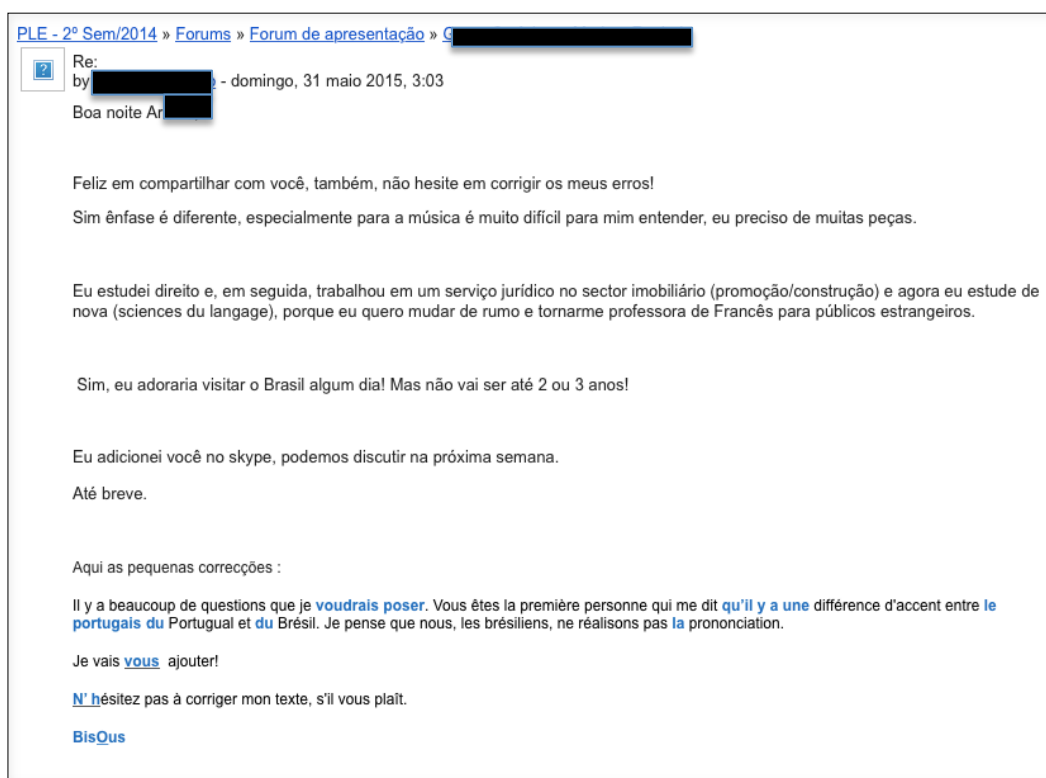 PLE - 2º Sem/2014 » Forums » Forum de apresentação »
Re:
by - domingo, 31 maio 2015, 3:03
Boa noite Ar
Feliz em compartilhar com você, também, não hesite em corrigir os meus erros!
Sim ênfase é diferente, especialmente para a música é muito difícil para mim entender, eu preciso de muitas peças.
Eu estudei direito e, em seguida, trabalhou em um serviço jurídico no sector imobiliário (promoção/construção) e agora eu estude de
nova (sciences du langage), porque eu quero mudar de rumo e tornarme professora de Francês para públicos estrangeiros.
Sim, eu adoraria visitar o Brasil algum dia! Mas não vai ser até 2 ou 3 anos!
Eu adicionei você no skype, podemos discutir na próxima semana.
Até breve.
Aqui as pequenas correcções :
Il y a beaucoup de questions que je voudrais poser. Vous êtes la première personne qui me dit qu'il y a une différence d'accent entre le
portugais du Portugual et du Brésil. Je pense que nous, les brésiliens, ne réalisons pas la prononciation.
Je vais vous ajouter!
N' hésitez pas à corriger mon texte, s'il vous plaît.
BisOus